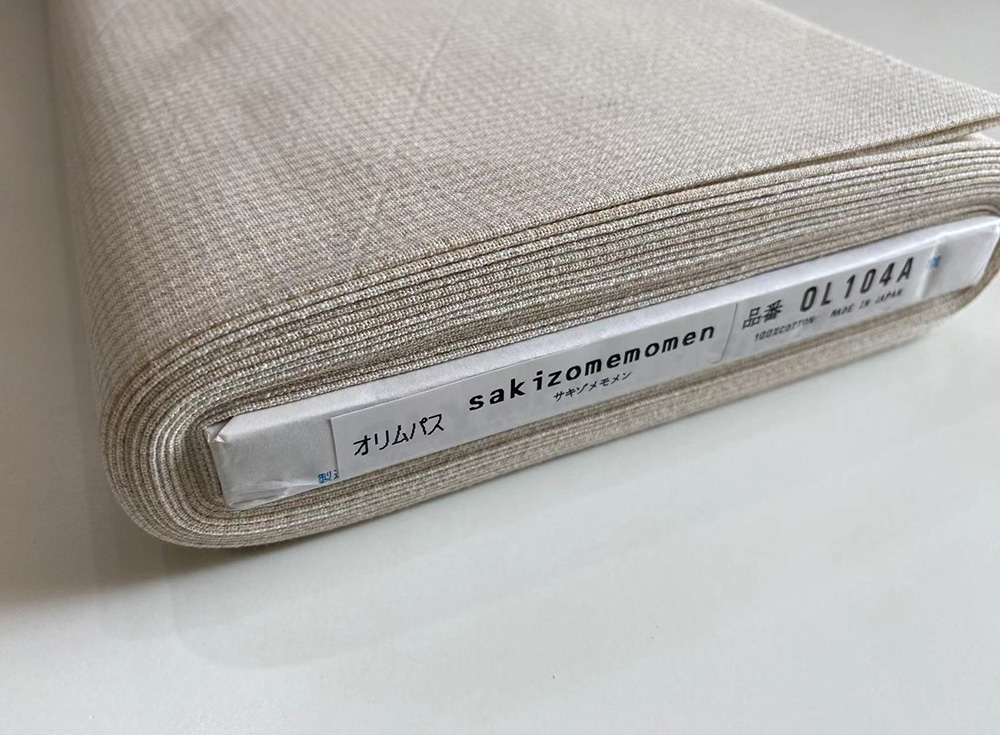 オリムパス
sakizomemomen
サキゾメモメン
品番 OL104A
100%COTTON MADE IN JAPAN